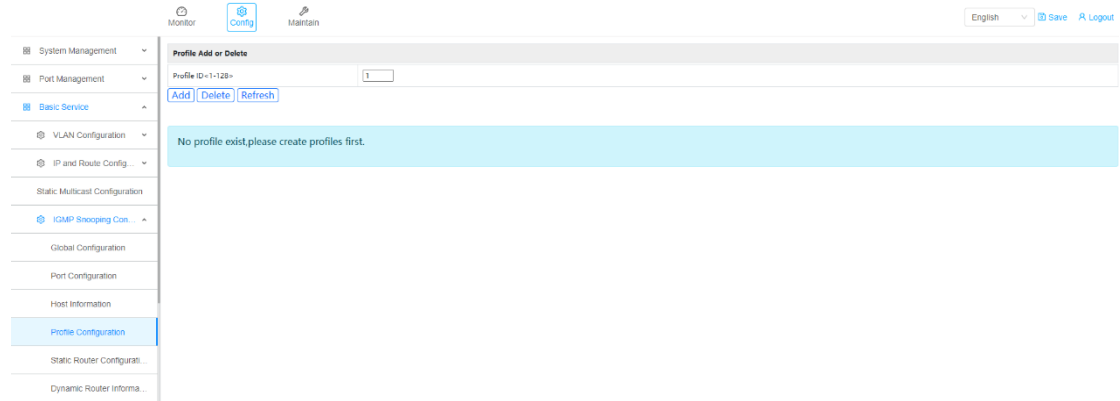 Monitor
Config
Maintain
English
Save
Logout
System Management
Port Management
Basic Service
VLAN Configuration
IP and Route Config...
Static Multicast Configuration
IGMP Snooping Con...
Global Configuration
Port Configuration
Host Information
Profile Configuration
Static Router Configurati...
Dynamic Router Informa...
Profile Add or Delete
Profile ID<1-128>
1
Add Delete Refresh
No profile exist,please create profiles first.